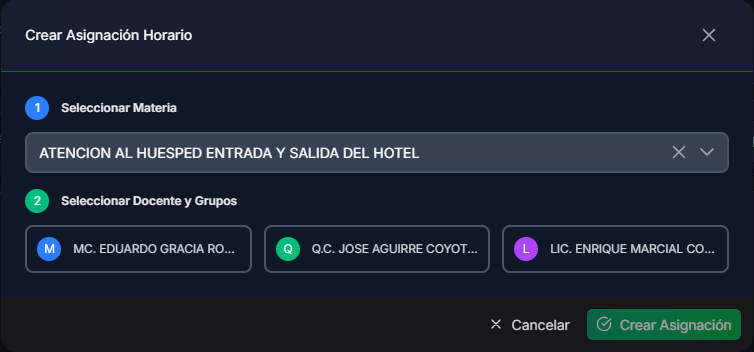 Crear Asignación Horario
1 Seleccionar Materia
ATENCION AL HUESPED ENTRADA Y SALIDA DEL HOTEL
2 Seleccionar Docente y Grupos
M MC. EDUARDO GRACIA RO... Q Q.C. JOSE AGUIRRE COYOT... L LIC. ENRIQUE MARCIAL CO...
Cancelar Crear Asignación